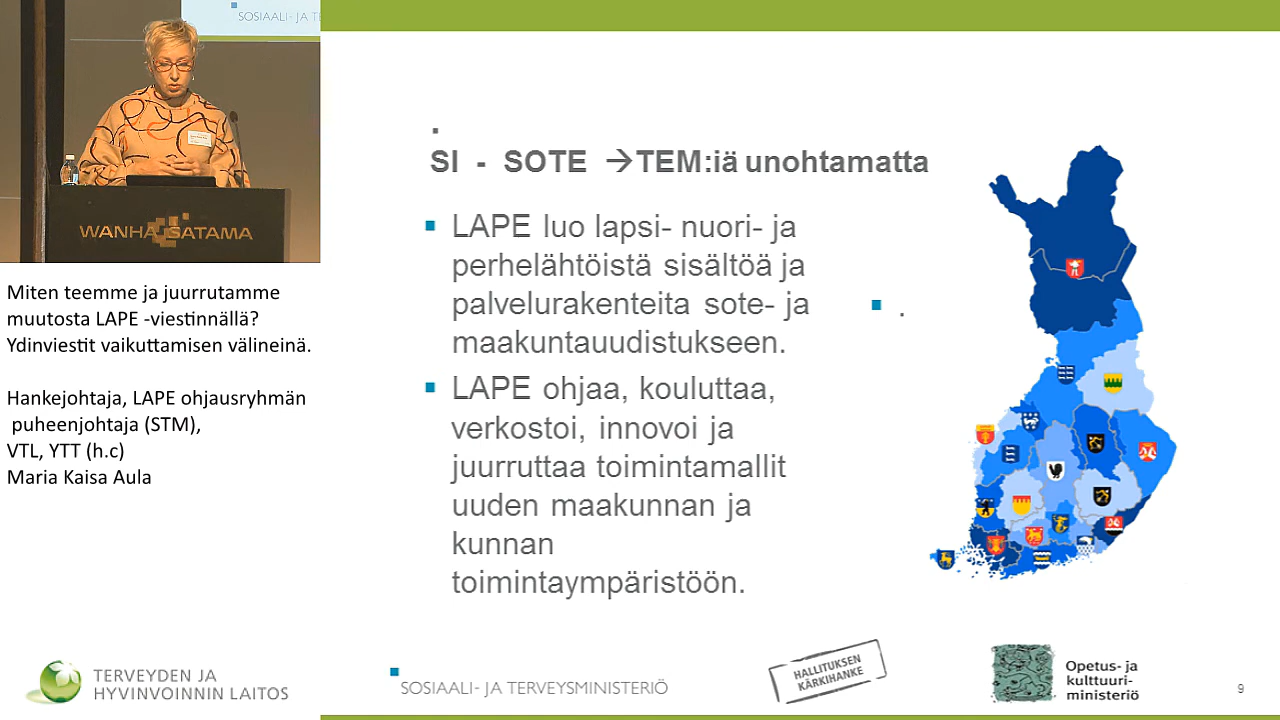 SOSIAALI- JA TE
WANHA SATAMA
Miten teemme ja juurrutamme
muutosta LAPE -viestinnällä?
Ydinviestit vaikuttamisen välineinä.
Hankejohtaja, LAPE ohjausryhmän
puheenjohtaja (STM),
VTL, YTT (h.c)
Maria Kaisa Aula
.
SI - SOTE →TEM:iä unohtamatta
▪ LAPE luo lapsi- nuori- ja
perhelähtöistä sisältöä ja
palvelurakenteita sote- ja
maakuntauudistukseen.
▪ LAPE ohjaa, kouluttaa,
verkostoi, innovoi ja
juurruttaa toimintamallit
uuden maakunnan ja
kunnan
toimintaympäristöön.
▪ .
TERVEYDEN JA
HYVINVOINNIN LAITOS
SOSIAALI- JA TERVEYSMINISTERIÖ
HALLITUKSEN
KÄRKIHANKE
Opetus- ja
kulttuuri-
ministeriö
9